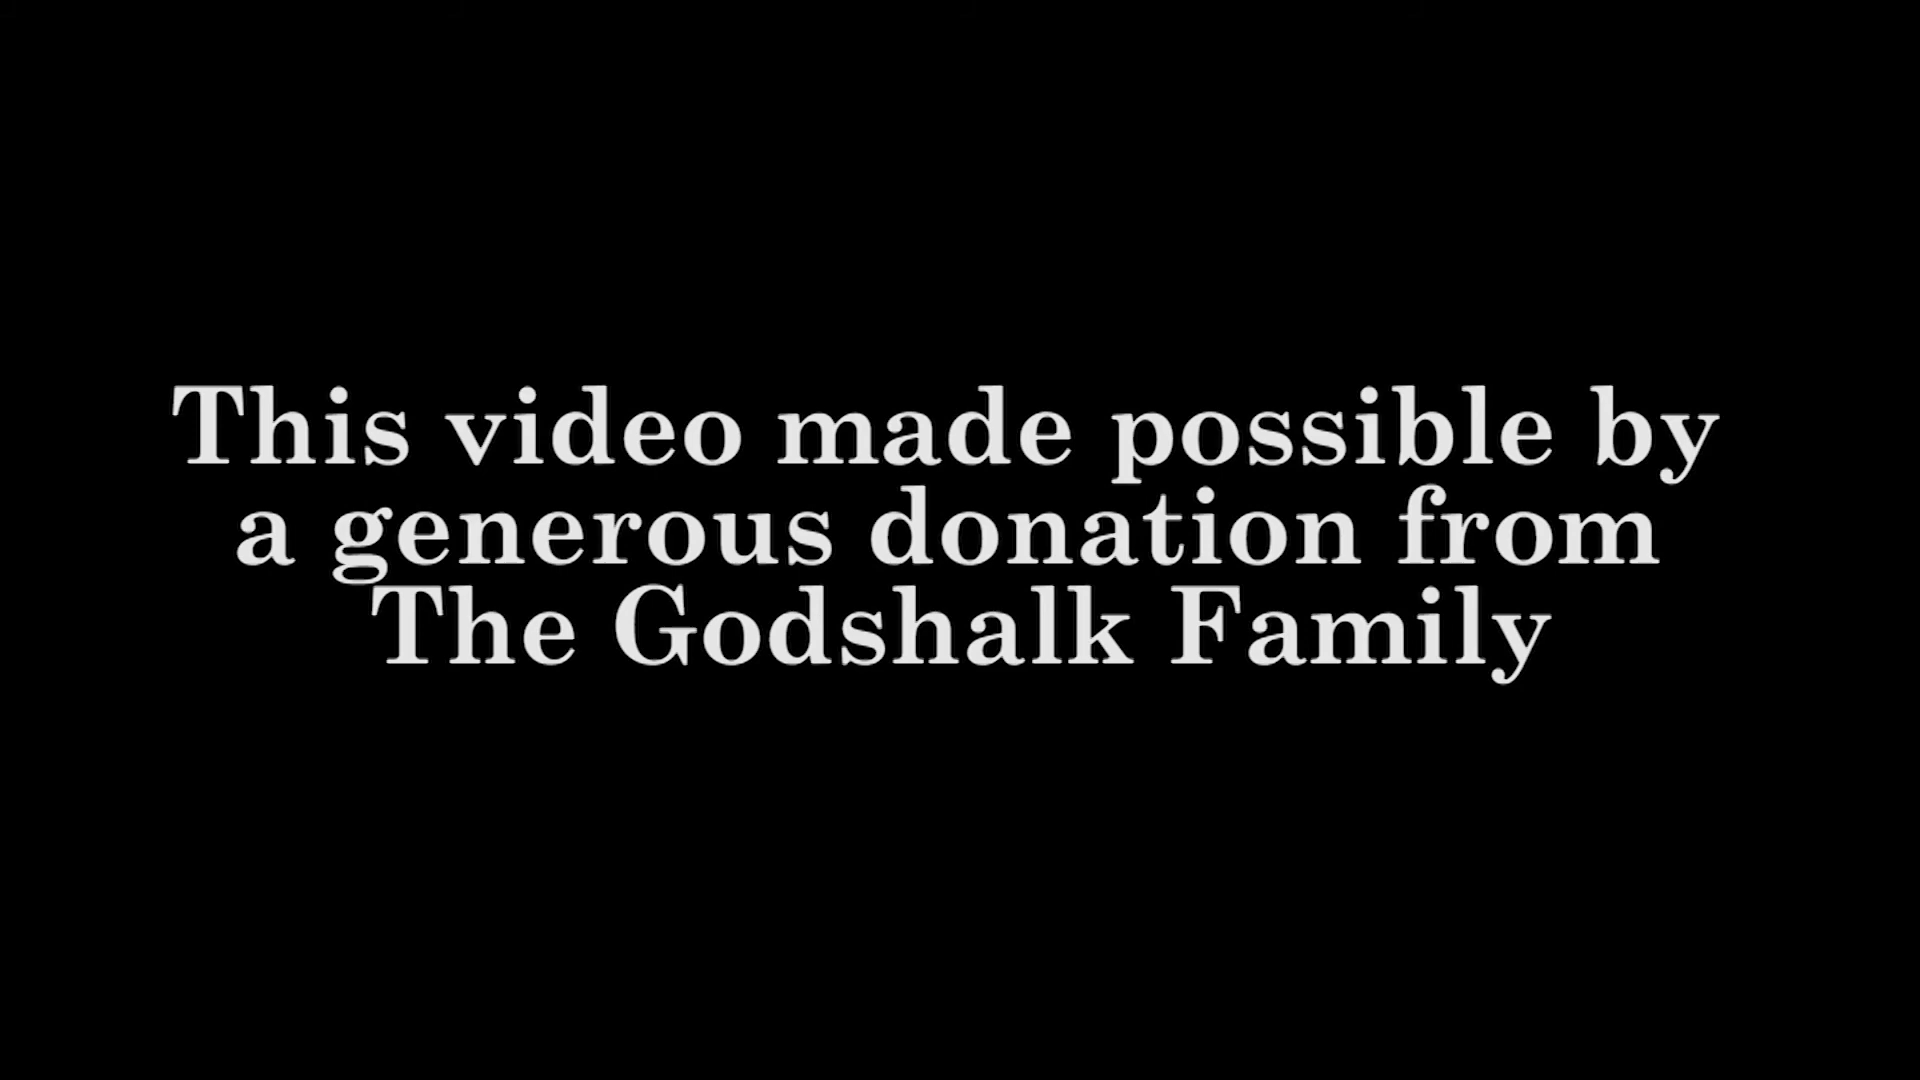 This video made possible by
a generous donation from
The Godshalk Family